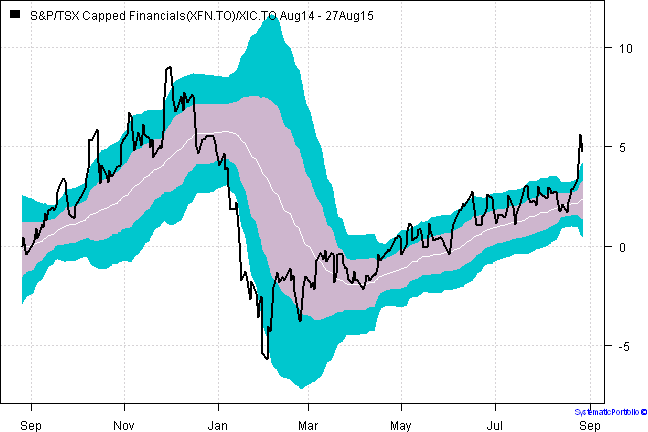 S&P/TSX Capped Financials(XFN.TO)/XIC.TO Aug14 - 27Aug15
10
5
0
-5
SystematicPortfolio ©
Sep Nov Jan Mar May Jul Sep